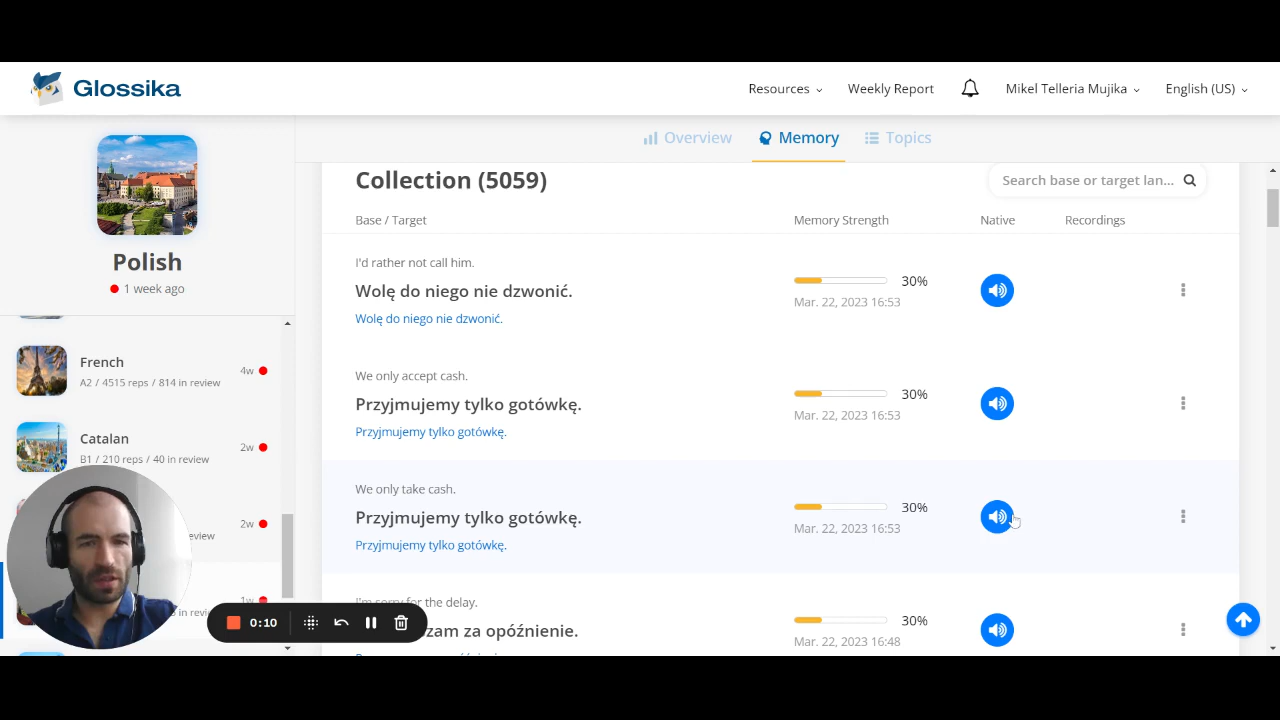 Glossika
Resources
Weekly Report
Mikel Telleria Mujika
English (US)
Overview
Memory
Topics
Polish
1 week ago
French
A2 / 4515 reps / 814 in review
4w
Catalan
B1 / 210 reps / 40 in review
2w
2w
1w
0:10
Collection (5059)
Search base or target lan...
Base / Target
Memory Strength
Native
Recordings
I'd rather not call him.
Wolę do niego nie dzwonić.
Wolę do niego nie dzwonić.
30%
Mar. 22, 2023 16:53
We only accept cash.
Przyjmujemy tylko gotówkę.
Przyjmujemy tylko gotówkę.
30%
Mar. 22, 2023 16:53
We only take cash.
Przyjmujemy tylko gotówkę.
Przyjmujemy tylko gotówkę.
30%
Mar. 22, 2023 16:53
for the delay.
za opóźnienie.
30%
Mar. 22, 2023 16:48